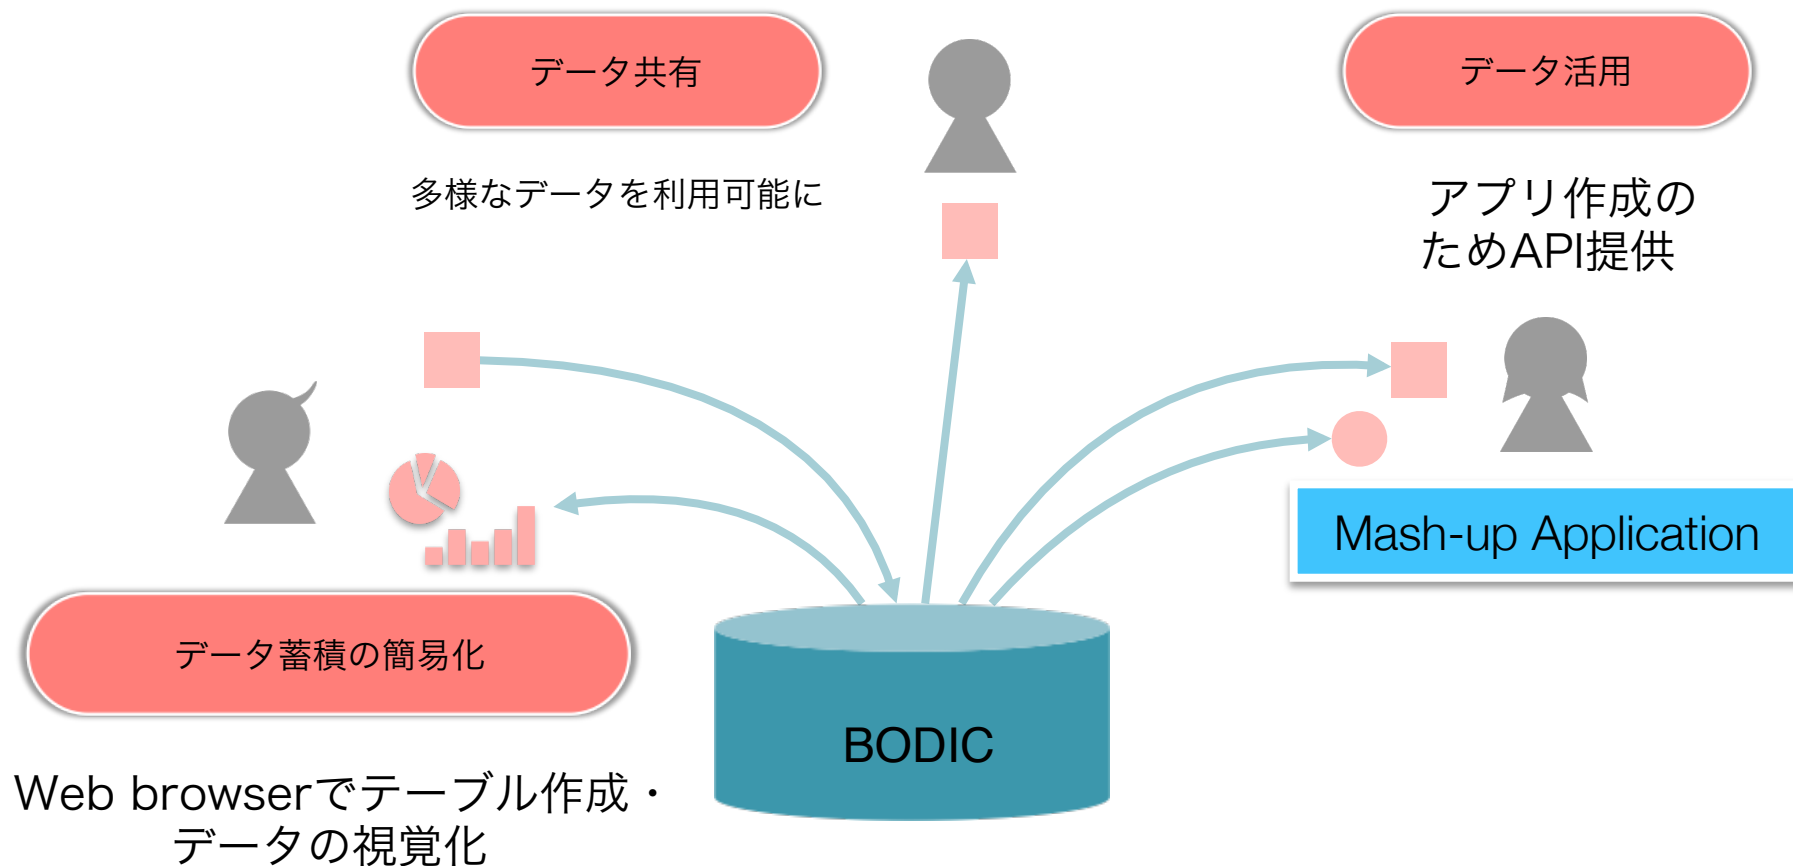 データ共有
多様なデータを利用可能に
データ活用
アプリ作成の
ためAPI提供
Mash-up Application
データ蓄積の簡易化
Web browserでテーブル作成・
データの視覚化
BODIC